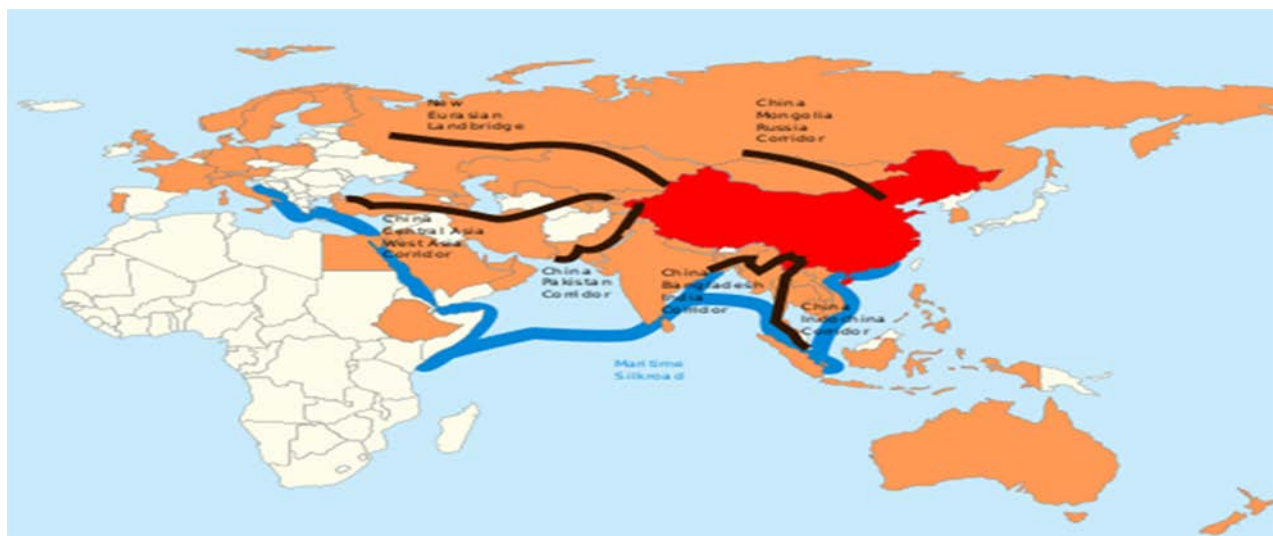 New
Eurasian
Landbridge
China
Mongolia
Russia
Corridor
China
Central Asia
West Asia
Corridor
China
Pakistan
Corridor
China
Bangladesh
India
Corridor
China
Indochina
Corridor
Maritime
Silkroad